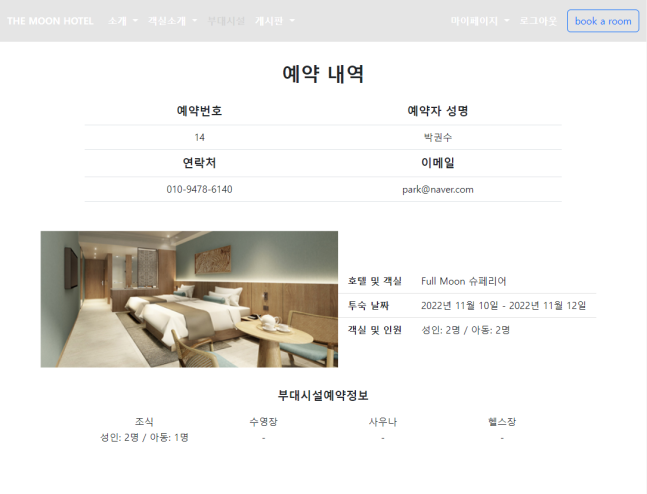 THE MOON HOTEL 소개 객실소개 부대시설 게시판 마이페이지 로그아웃 book a room
예약 내역
예약번호 예약자 성명
14 박권수
연락처 이메일
010-9478-6140 park@naver.com
호텔 및 객실 Full Moon 슈페리어
투숙 날짜 2022년 11월 10일 - 2022년 11월 12일
객실 및 인원 성인: 2명 / 아동: 2명
부대시설예약정보
조식 수영장 사우나 헬스장
성인: 2명 / 아동: 1명 - - -